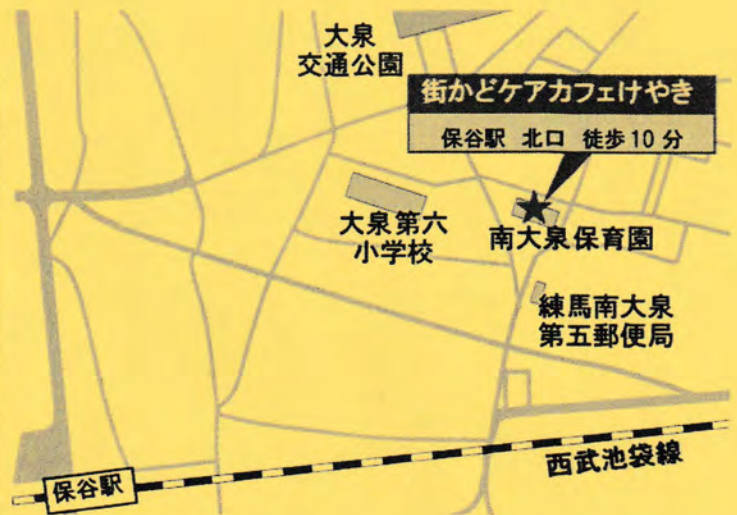 大泉
交通公園
街かどケアカフェけやき
保谷駅 北口 徒歩10分
大泉第六
小学校
南大泉保育園
練馬南大泉
第五郵便局
西武池袋線
保谷駅